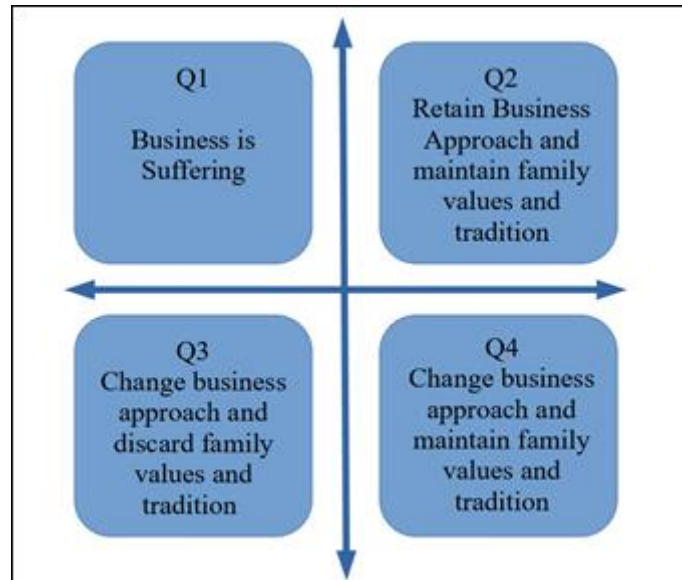 Q1
Business is
Suffering
Q2
Retain Business
Approach and
maintain family
values and
tradition
Q3
Change business
approach and
discard family
values and
tradition
Q4
Change business
approach and
maintain family
values and
tradition